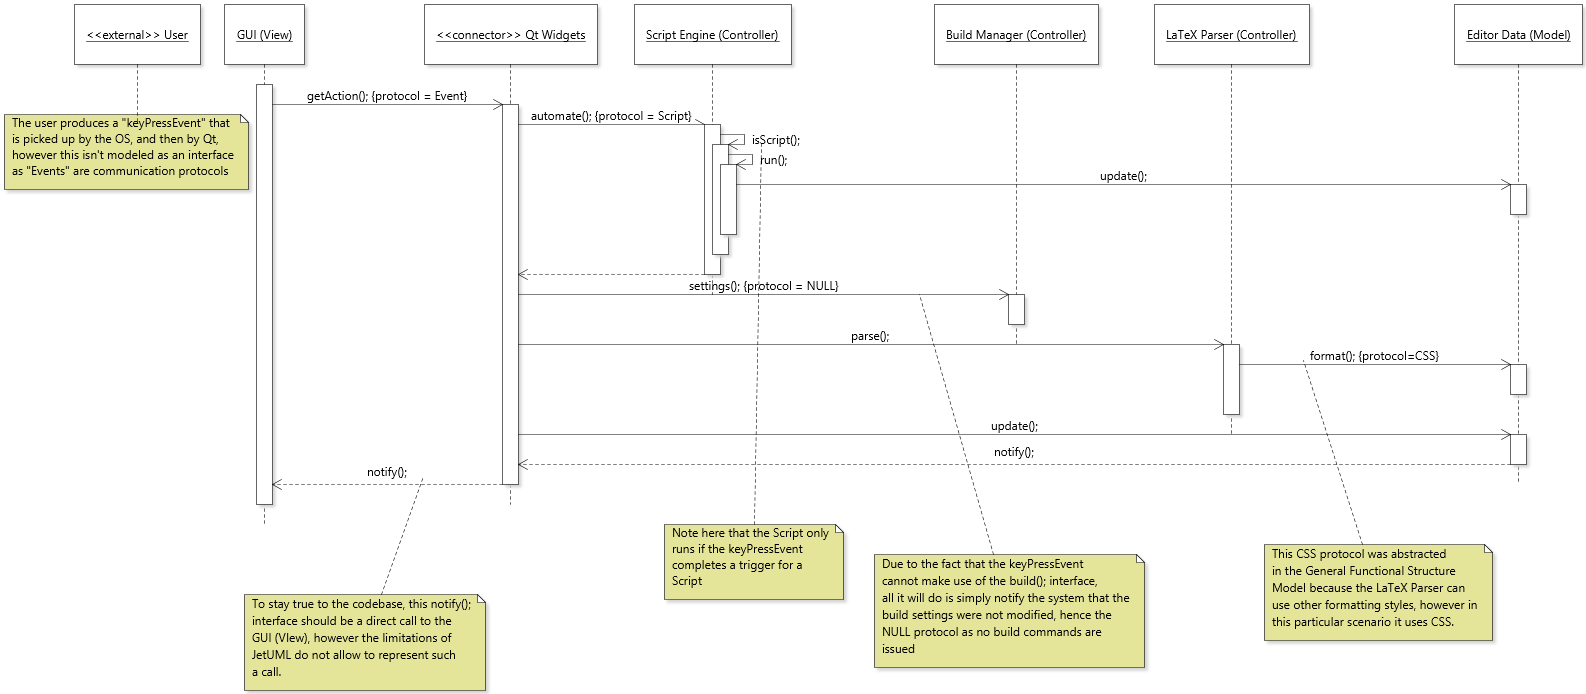 <<external>> User
GUI (View)
<<connector>> Qt Widgets
Script Engine (Controller)
Build Manager (Controller)
LaTeX Parser (Controller)
Editor Data (Model)
getAction(); {protocol = Event}
automate(); {protocol = Script}
The user produces a "keyPressEvent" that
is picked up by the OS, and then by Qt,
however this isn't modeled as an interface
as "Events" are communication protocols
isScript();
run();
update();
settings(); {protocol = NULL}
parse();
format(); {protocol=CSS}
update();
notify();
notify();
Note here that the Script only
runs if the keyPressEvent
completes a trigger for a
Script
This CSS protocol was abstracted
in the General Functional Structure
Model because the LaTeX Parser can
use other formatting styles, however in
this particular scenario it uses CSS.
Due to the fact that the keyPressEvent
cannot make use of the build(); interface,
all it will do is simply notify the system that the
build settings were not modified, hence the
NULL protocol as no build commands are
issued
To stay true to the codebase, this notify();
interface should be a direct call to the
GUI (VIew), however the limitations of
JetUML do not allow to represent such
a call.